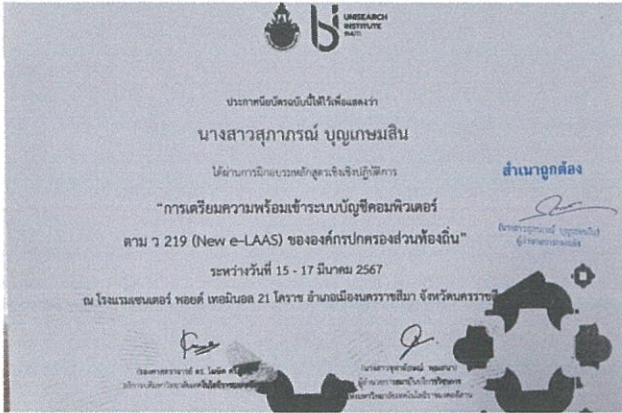 UNISEARCH
INSTITUTE
ประกาศนียบัตรฉบับนี้ให้ไว้เพื่อแสดงว่า
นางสาวสุภาภรณ์ บุญเกษมสิน
ได้ผ่านการฝึกอบรมหลักสูตรเชิงปฏิบัติการ
สำเนาถูกต้อง
“การเตรียมความพร้อมเข้าระบบบัญชีคอมพิวเตอร์
ตาม ว 219 (New e-LAAS) ขององค์กรปกครองส่วนท้องถิ่น”
ระหว่างวันที่ 15 - 17 มีนาคม 2567
ณ โรงแรมเซนเตอร์ พอยต์ เทอมินอล 21 โคราช อำเภอเมืองนครราชสีมา จังหวัด